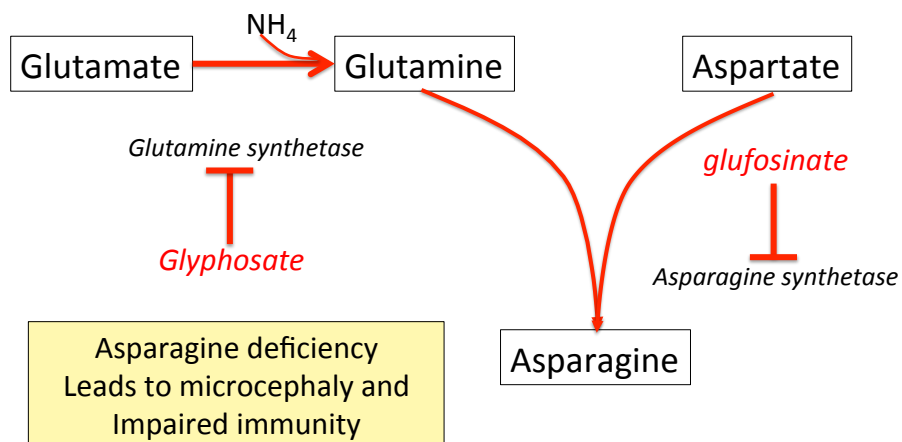 NH4
Glutamate
Glutamine
Aspartate
Glutamine synthetase
glufosinate
Glyphosate
Asparagine synthetase
Asparagine deficiency
Leads to microcephaly and
Impaired immunity
Asparagine